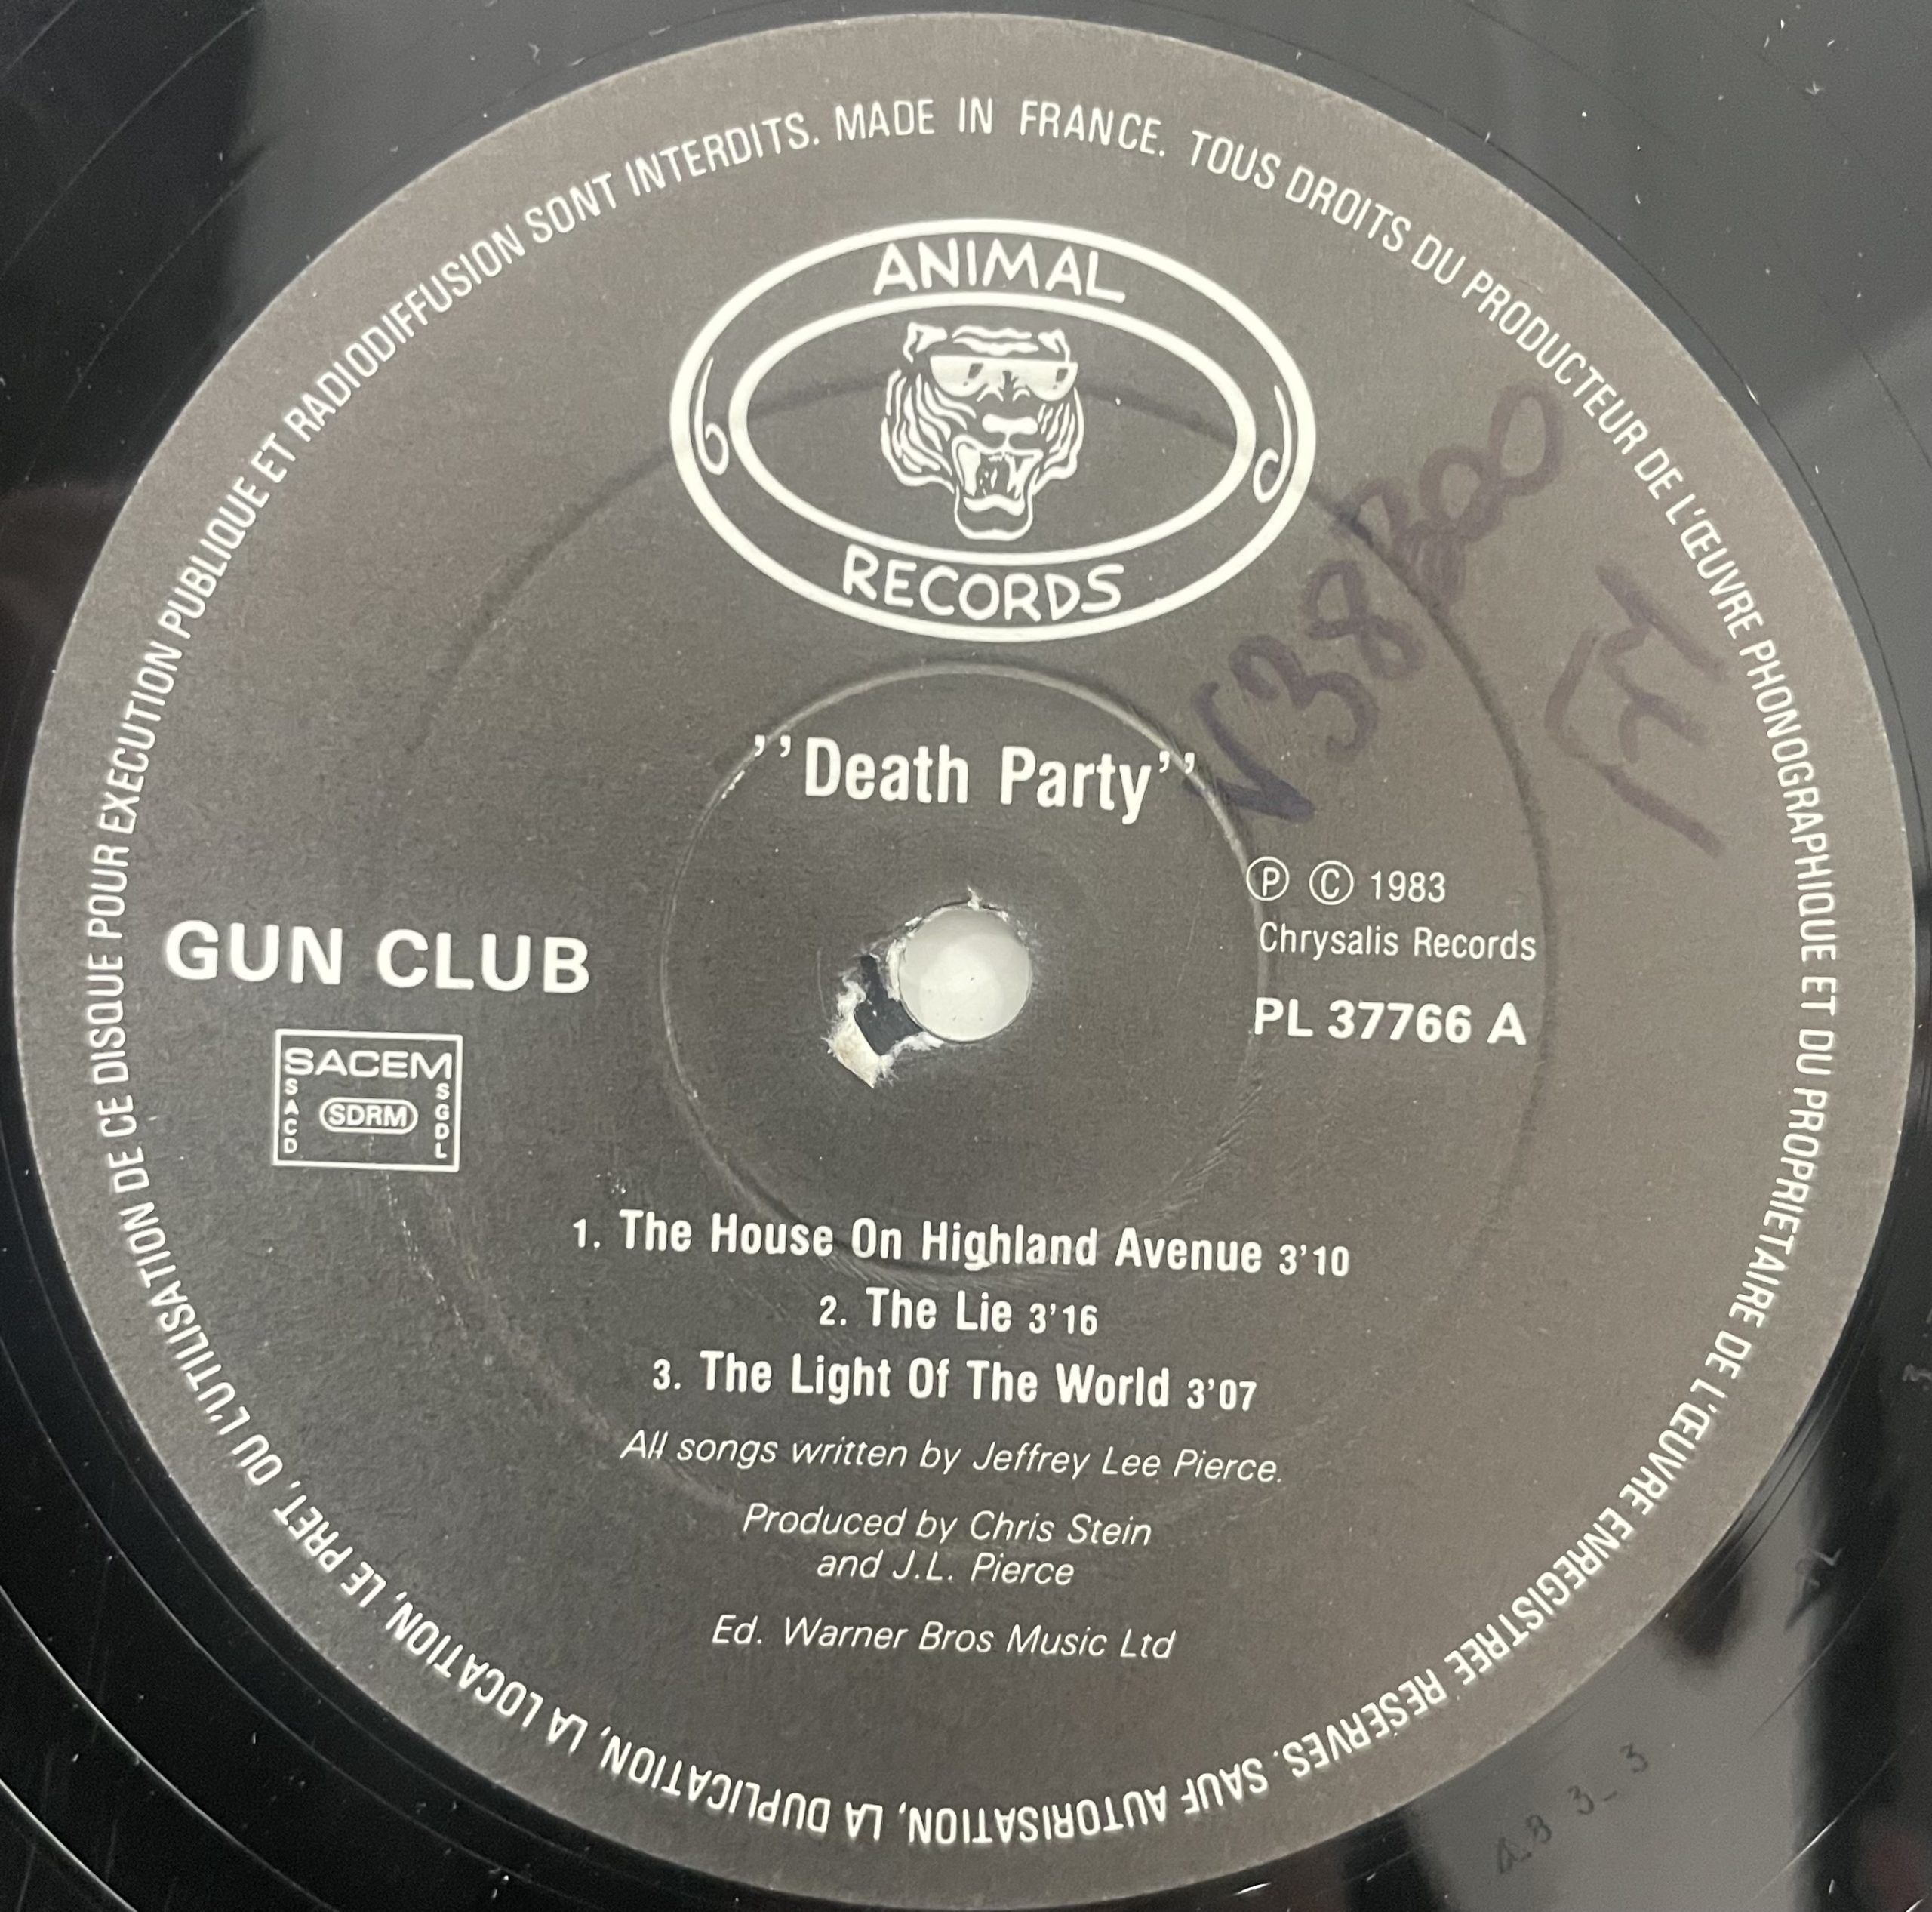 MADE IN FRANCE. TOUS DROITS DU PRODUCTEUR DE L'ŒUVRE PHONOGRAPHIQUE ET DU PROPRIETAIRE DE L'ŒUVRE ENREGISTREE RESERVES. SAUF AUTORISATION, LA DUPLICATION, LA LOCATION, LE PRET, OU L'UTILISATION DE CE DISQUE POUR EXECUTION PUBLIQUE ET RADIODIFFUSION SONT INTERDITS.
ANIMAL
RECORDS
''Death Party''
Ⓟ Ⓒ 1983
Chrysalis Records
GUN CLUB
PL 37766 A
SACEM
SACD
SDRM
SGDL
1. The House On Highland Avenue 3'10
2. The Lie 3'16
3. The Light Of The World 3'07
All songs written by Jeffrey Lee Pierce.
Produced by Chris Stein
and J.L. Pierce
Ed. Warner Bros Music Ltd